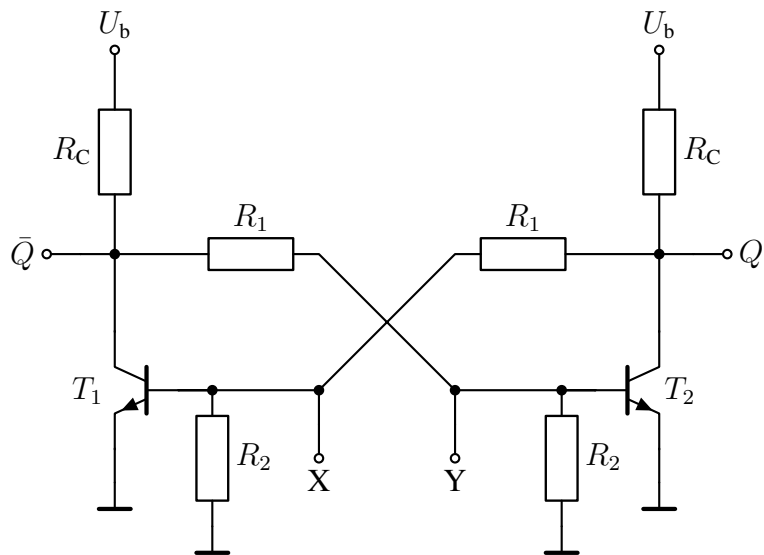 U_b U_b
R_C R_C
R_1 R_1
Q̄ Q
T_1 T_2
R_2 R_2
X Y